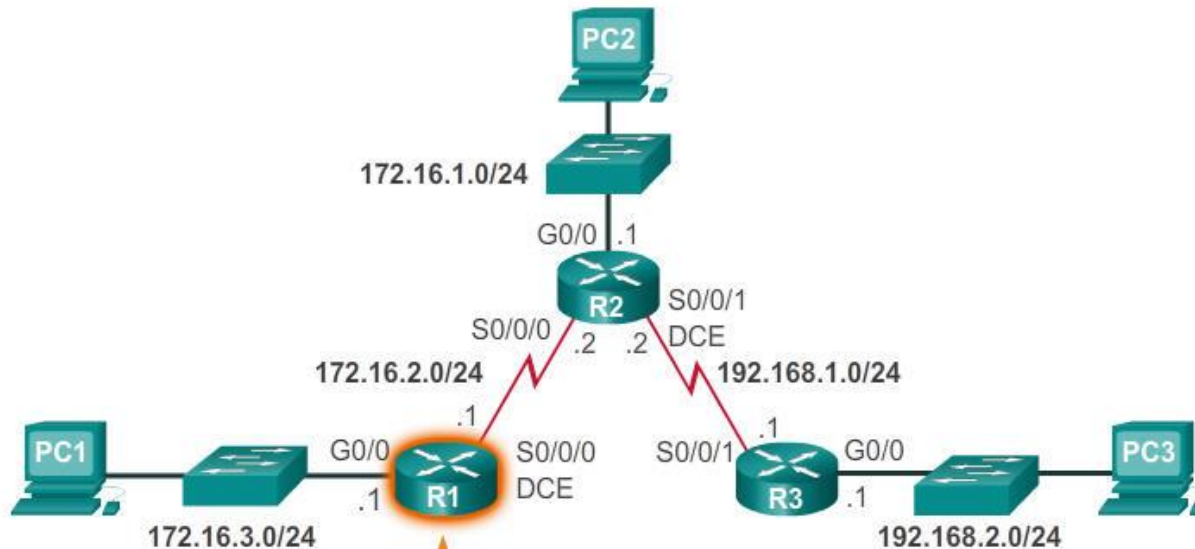 PC2
172.16.1.0/24
G0/0 .1
R2
S0/0/1
DCE
S0/0/0
.2 .2
172.16.2.0/24
192.168.1.0/24
.1
.1
PC1
G0/0
S0/0/0
DCE
S0/0/1
G0/0
PC3
.1
R1
R3
.1
172.16.3.0/24
192.168.2.0/24